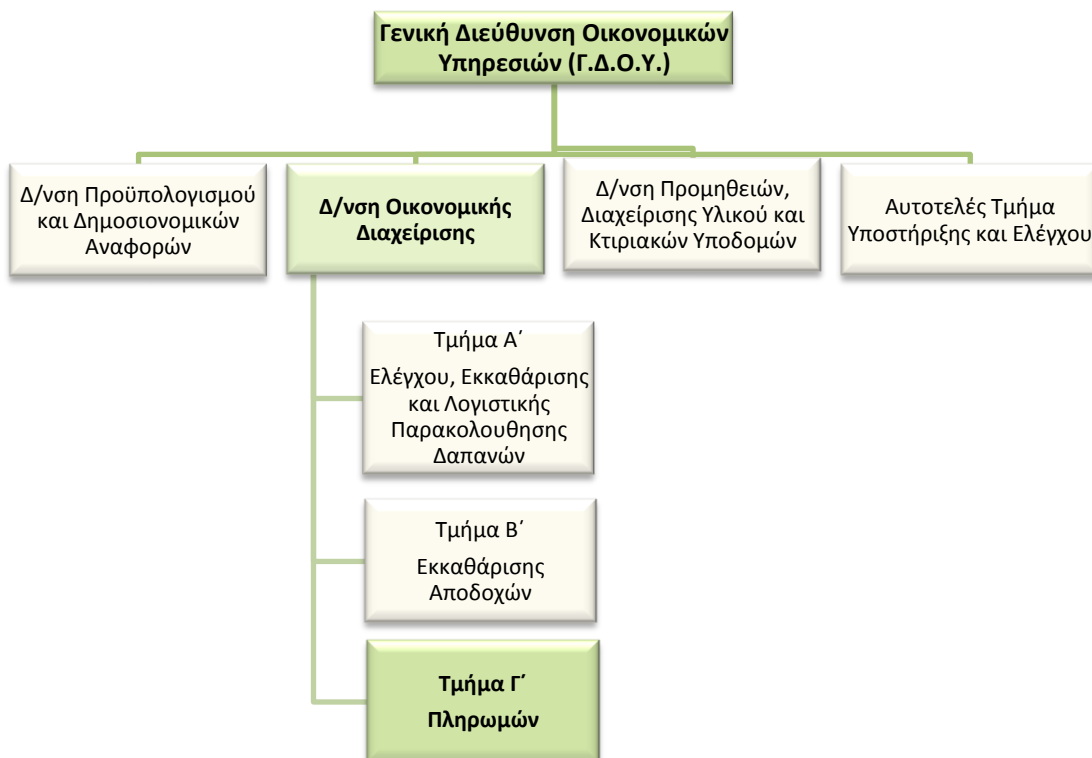 Γενική Διεύθυνση Οικονομικών
Υπηρεσιών (Γ.Δ.Ο.Υ.)
Δ/νση Προϋπολογισμού
και Δημοσιονομικών
Αναφορών
Δ/νση Οικονομικής
Διαχείρισης
Δ/νση Προμηθειών,
Διαχείρισης Υλικού και
Κτιριακών Υποδομών
Αυτοτελές Τμήμα
Υποστήριξης και Ελέγχου
Τμήμα Α΄
Ελέγχου, Εκκαθάρισης
και Λογιστικής
Παρακολουθησης
Δαπανών
Τμήμα Β΄
Εκκαθάρισης
Αποδοχών
Τμήμα Γ΄
Πληρωμών